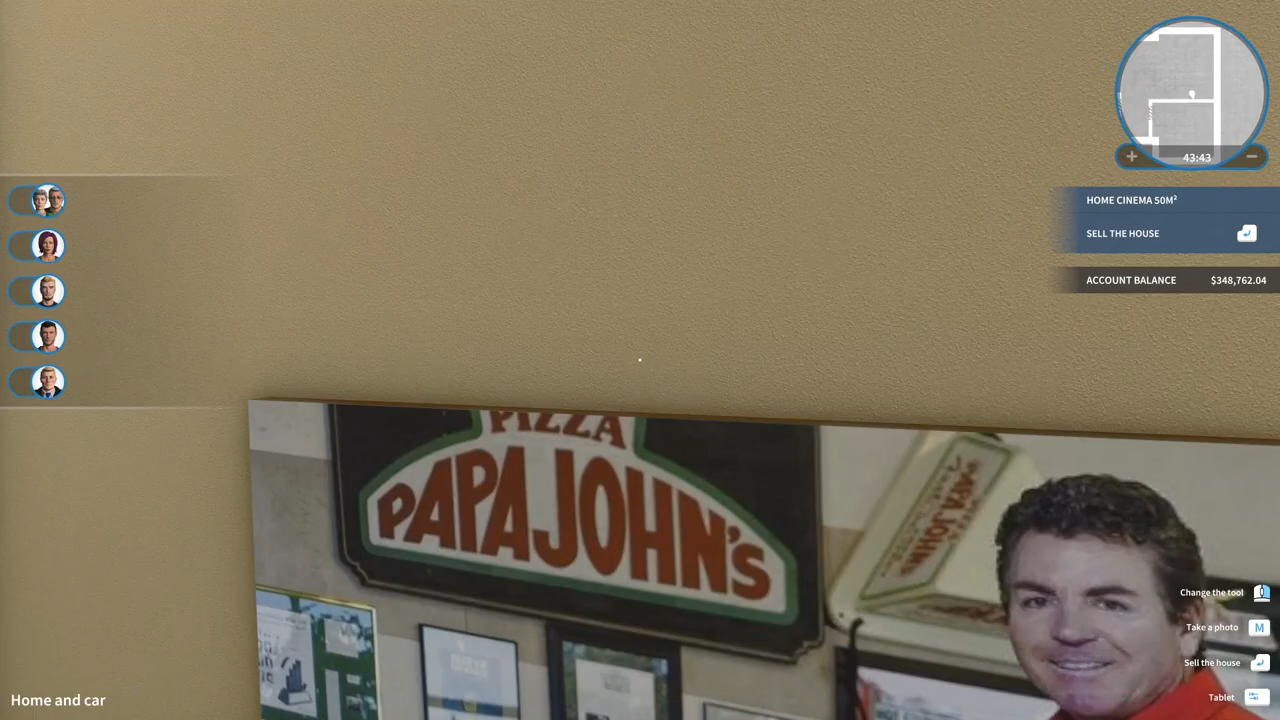 43:43
HOME CINEMA 50M²
SELL THE HOUSE
ACCOUNT BALANCE $348,762.04
PIZZA
PAPA JOHN'S
PAPA JOHN'S
Change the tool
Take a photo M
Sell the house
Tablet
Home and car